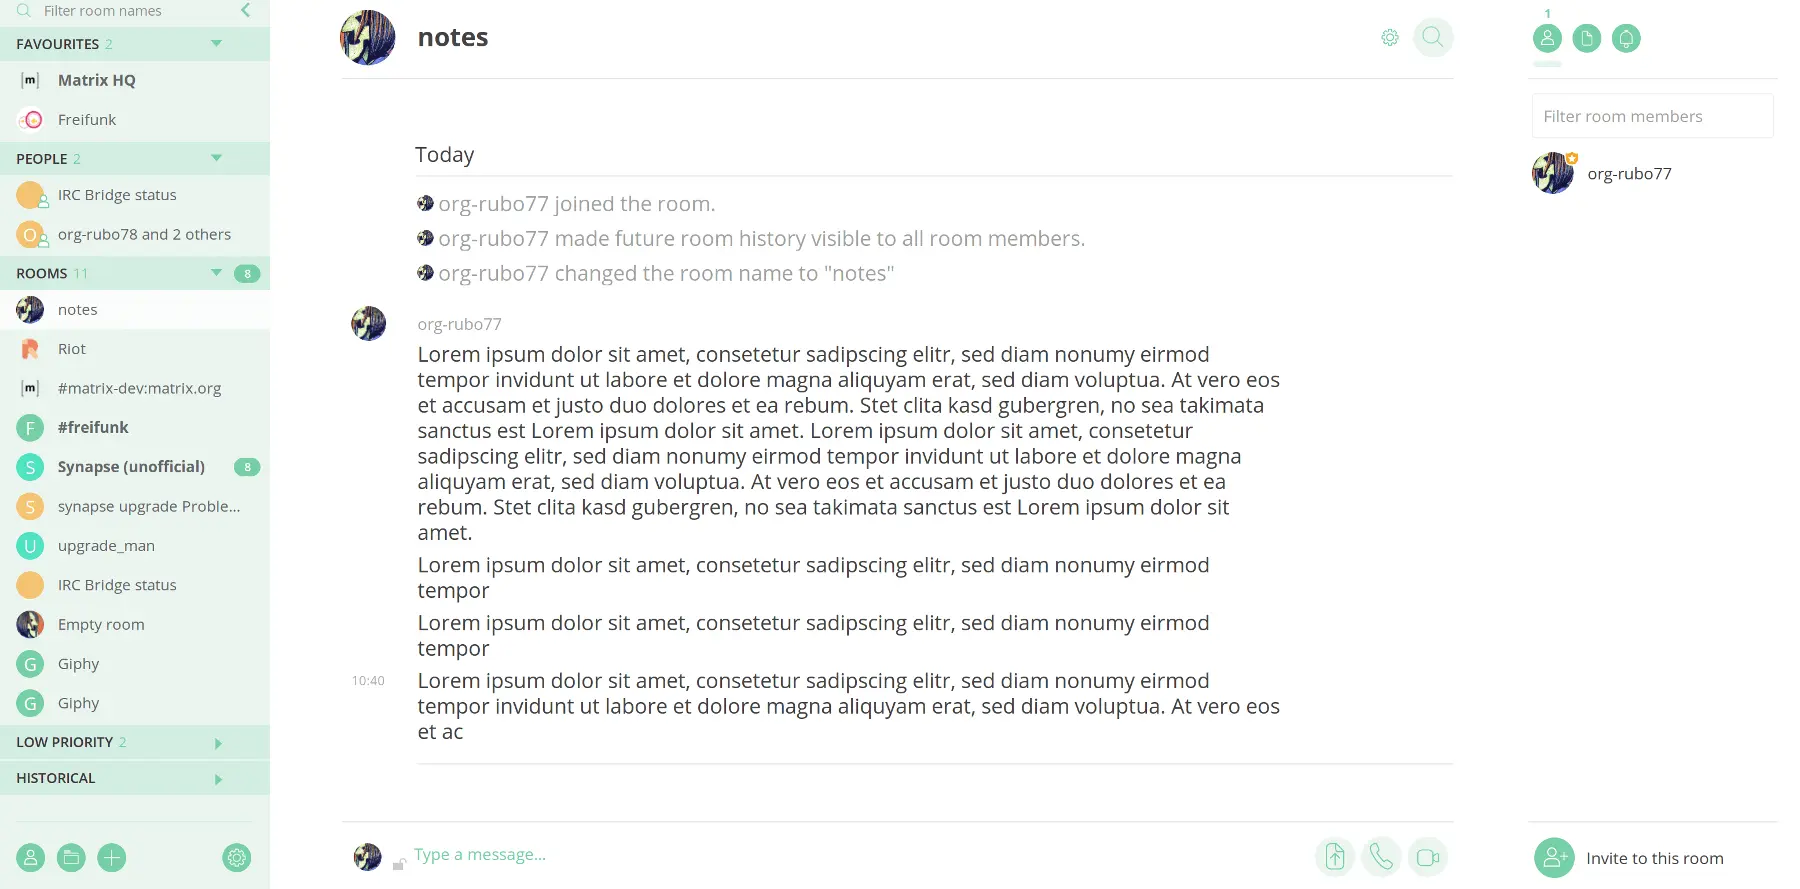 Filter room names
FAVOURITES 2
[m] Matrix HQ
Freifunk
PEOPLE 2
IRC Bridge status
O org-rubo78 and 2 others
ROOMS 11 8
notes
Riot
[m] #matrix-dev:matrix.org
F #freifunk
S Synapse (unofficial) 8
S synapse upgrade Proble...
U upgrade_man
IRC Bridge status
Empty room
G Giphy
G Giphy
LOW PRIORITY 2
HISTORICAL
notes
Today
org-rubo77 joined the room.
org-rubo77 made future room history visible to all room members.
org-rubo77 changed the room name to "notes"
org-rubo77
Lorem ipsum dolor sit amet, consetetur sadipscing elitr, sed diam nonumy eirmod
tempor invidunt ut labore et dolore magna aliquyam erat, sed diam voluptua. At vero eos
et accusam et justo duo dolores et ea rebum. Stet clita kasd gubergren, no sea takimata
sanctus est Lorem ipsum dolor sit amet. Lorem ipsum dolor sit amet, consetetur
sadipscing elitr, sed diam nonumy eirmod tempor invidunt ut labore et dolore magna
aliquyam erat, sed diam voluptua. At vero eos et accusam et justo duo dolores et ea
rebum. Stet clita kasd gubergren, no sea takimata sanctus est Lorem ipsum dolor sit
amet.
Lorem ipsum dolor sit amet, consetetur sadipscing elitr, sed diam nonumy eirmod
tempor
Lorem ipsum dolor sit amet, consetetur sadipscing elitr, sed diam nonumy eirmod
tempor
10:40 Lorem ipsum dolor sit amet, consetetur sadipscing elitr, sed diam nonumy eirmod
tempor invidunt ut labore et dolore magna aliquyam erat, sed diam voluptua. At vero eos
et ac
Type a message...
1
Filter room members
org-rubo77
Invite to this room